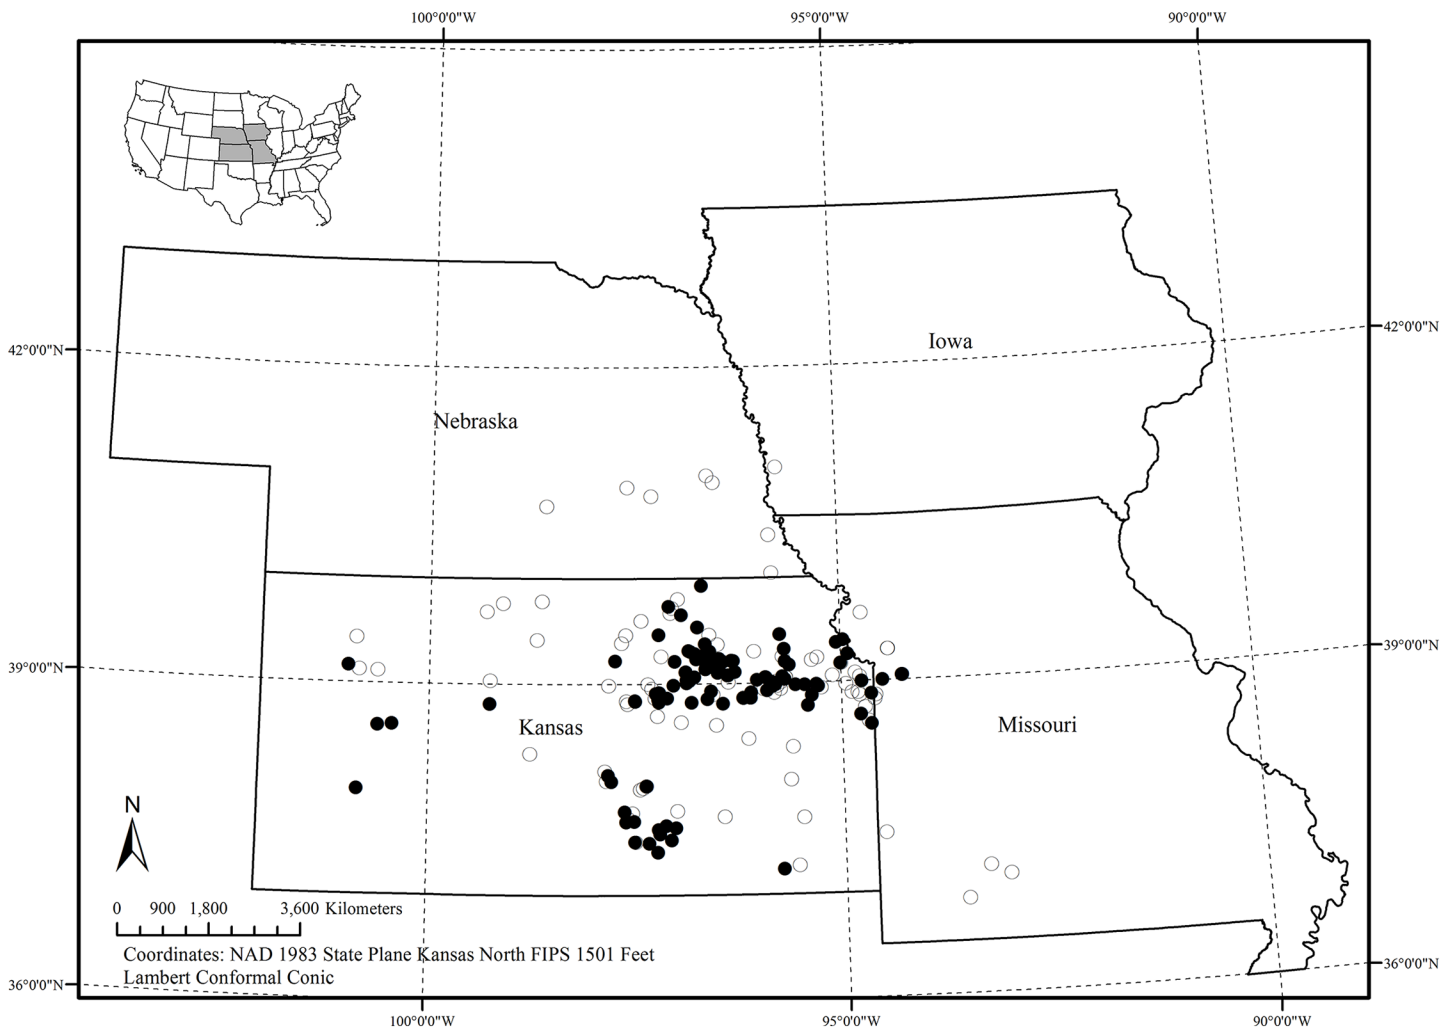 100°0'0"W 95°0'0"W 90°0'0"W
42°0'0"N
42°0'0"N
Iowa
Nebraska
39°0'0"N
39°0'0"N
Kansas
Missouri
N
0 900 1,800 3,600 Kilometers
Coordinates: NAD 1983 State Plane Kansas North FIPS 1501 Feet
Lambert Conformal Conic
36°0'0"N
36°0'0"N
100°0'0"W 95°0'0"W 90°0'0"W